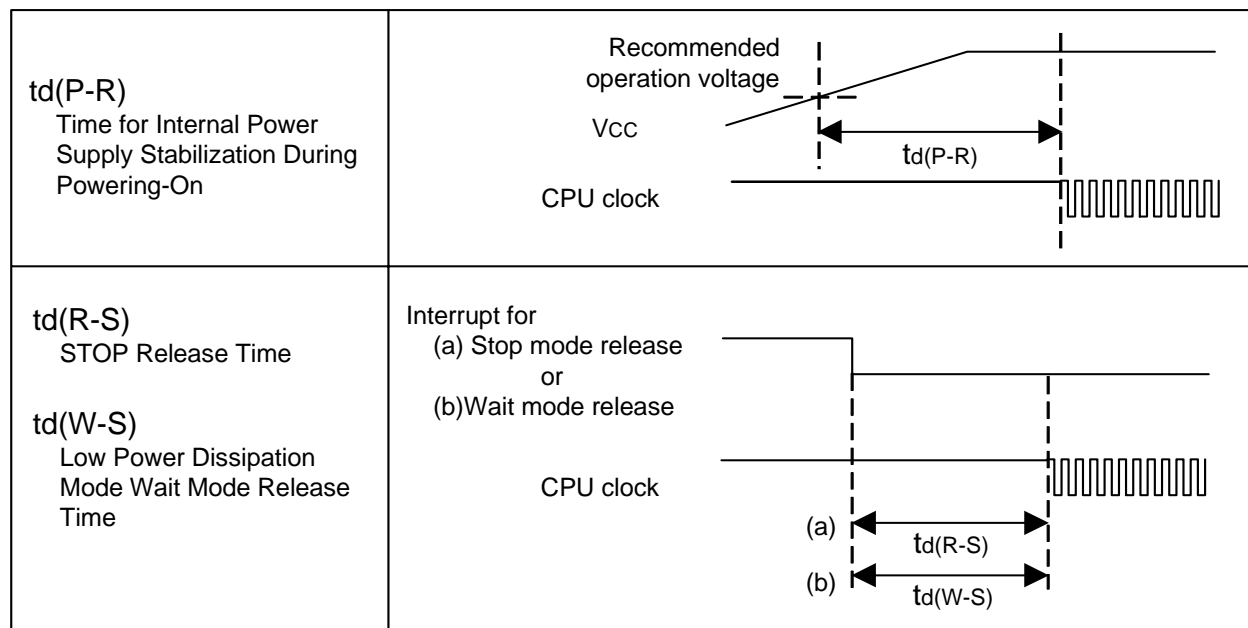 td(P-R)
Time for Internal Power
Supply Stabilization During
Powering-On
Recommended
operation voltage
VCC
td(P-R)
CPU clock
td(R-S)
STOP Release Time
td(W-S)
Low Power Dissipation
Mode Wait Mode Release
Time
Interrupt for
(a) Stop mode release
or
(b)Wait mode release
CPU clock
(a)
td(R-S)
(b)
td(W-S)